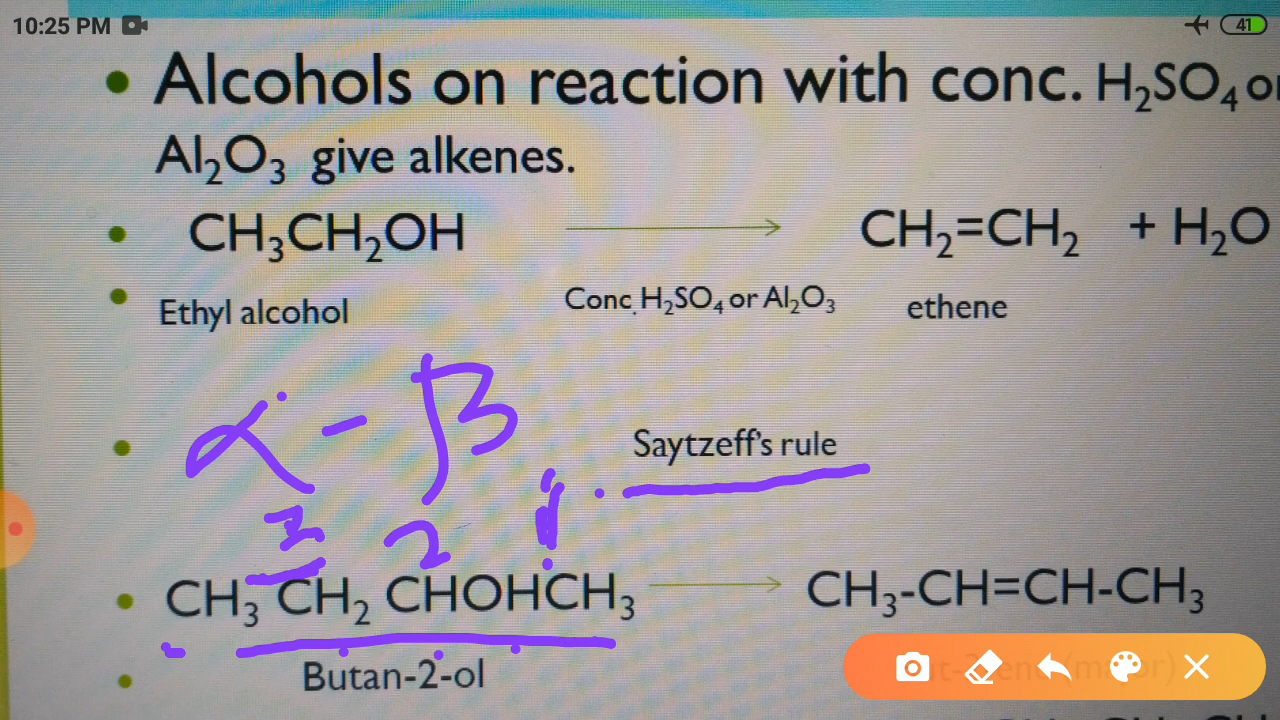 10:25 PM 41
• Alcohols on reaction with conc. H₂SO₄ or
Al₂O₃ give alkenes.
• CH₃CH₂OH → CH₂=CH₂ + H₂O
• Ethyl alcohol Conc. H₂SO₄ or Al₂O₃ ethene
α - β
• Saytzeff's rule
3 2 1
• CH₃ CH₂ CHOHCH₃ → CH₃-CH=CH-CH₃
• Butan-2-ol